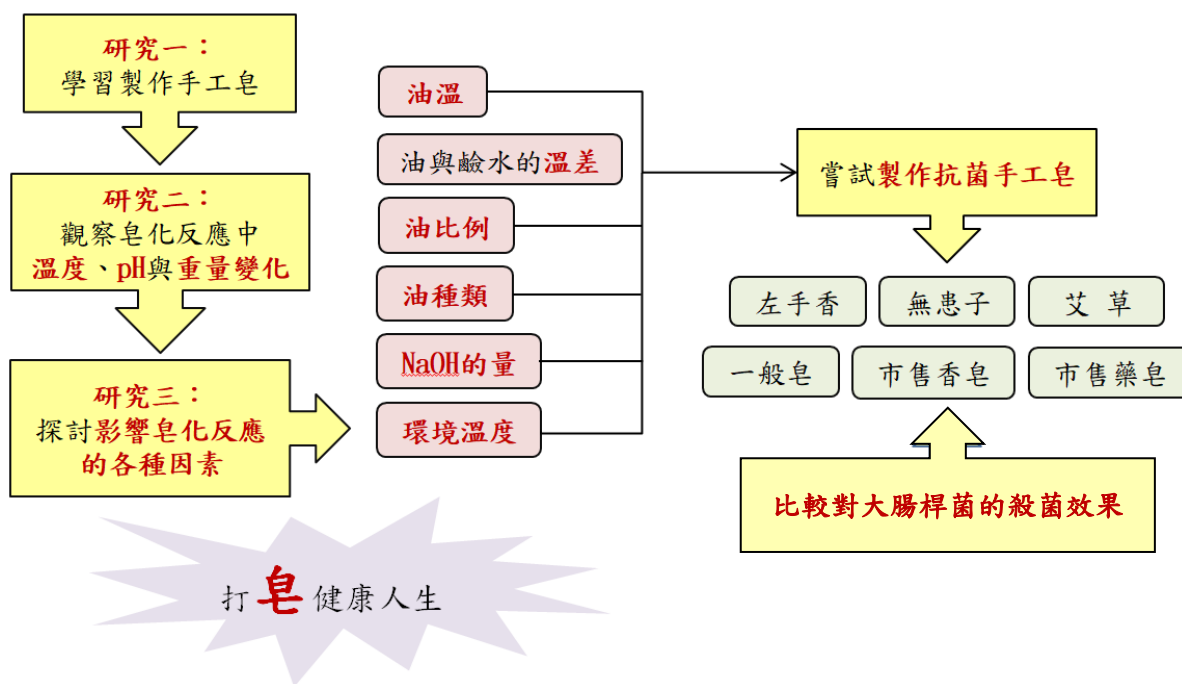 研究一：
學習製作手工皂
研究二：
觀察皂化反應中
溫度、pH與重量變化
研究三：
探討影響皂化反應
的各種因素
油溫
油與鹼水的溫差
油比例
油種類
NaOH的量
環境溫度
嘗試製作抗菌手工皂
左手香
無患子
艾 草
一般皂
市售香皂
市售藥皂
比較對大腸桿菌的殺菌效果
打皂健康人生